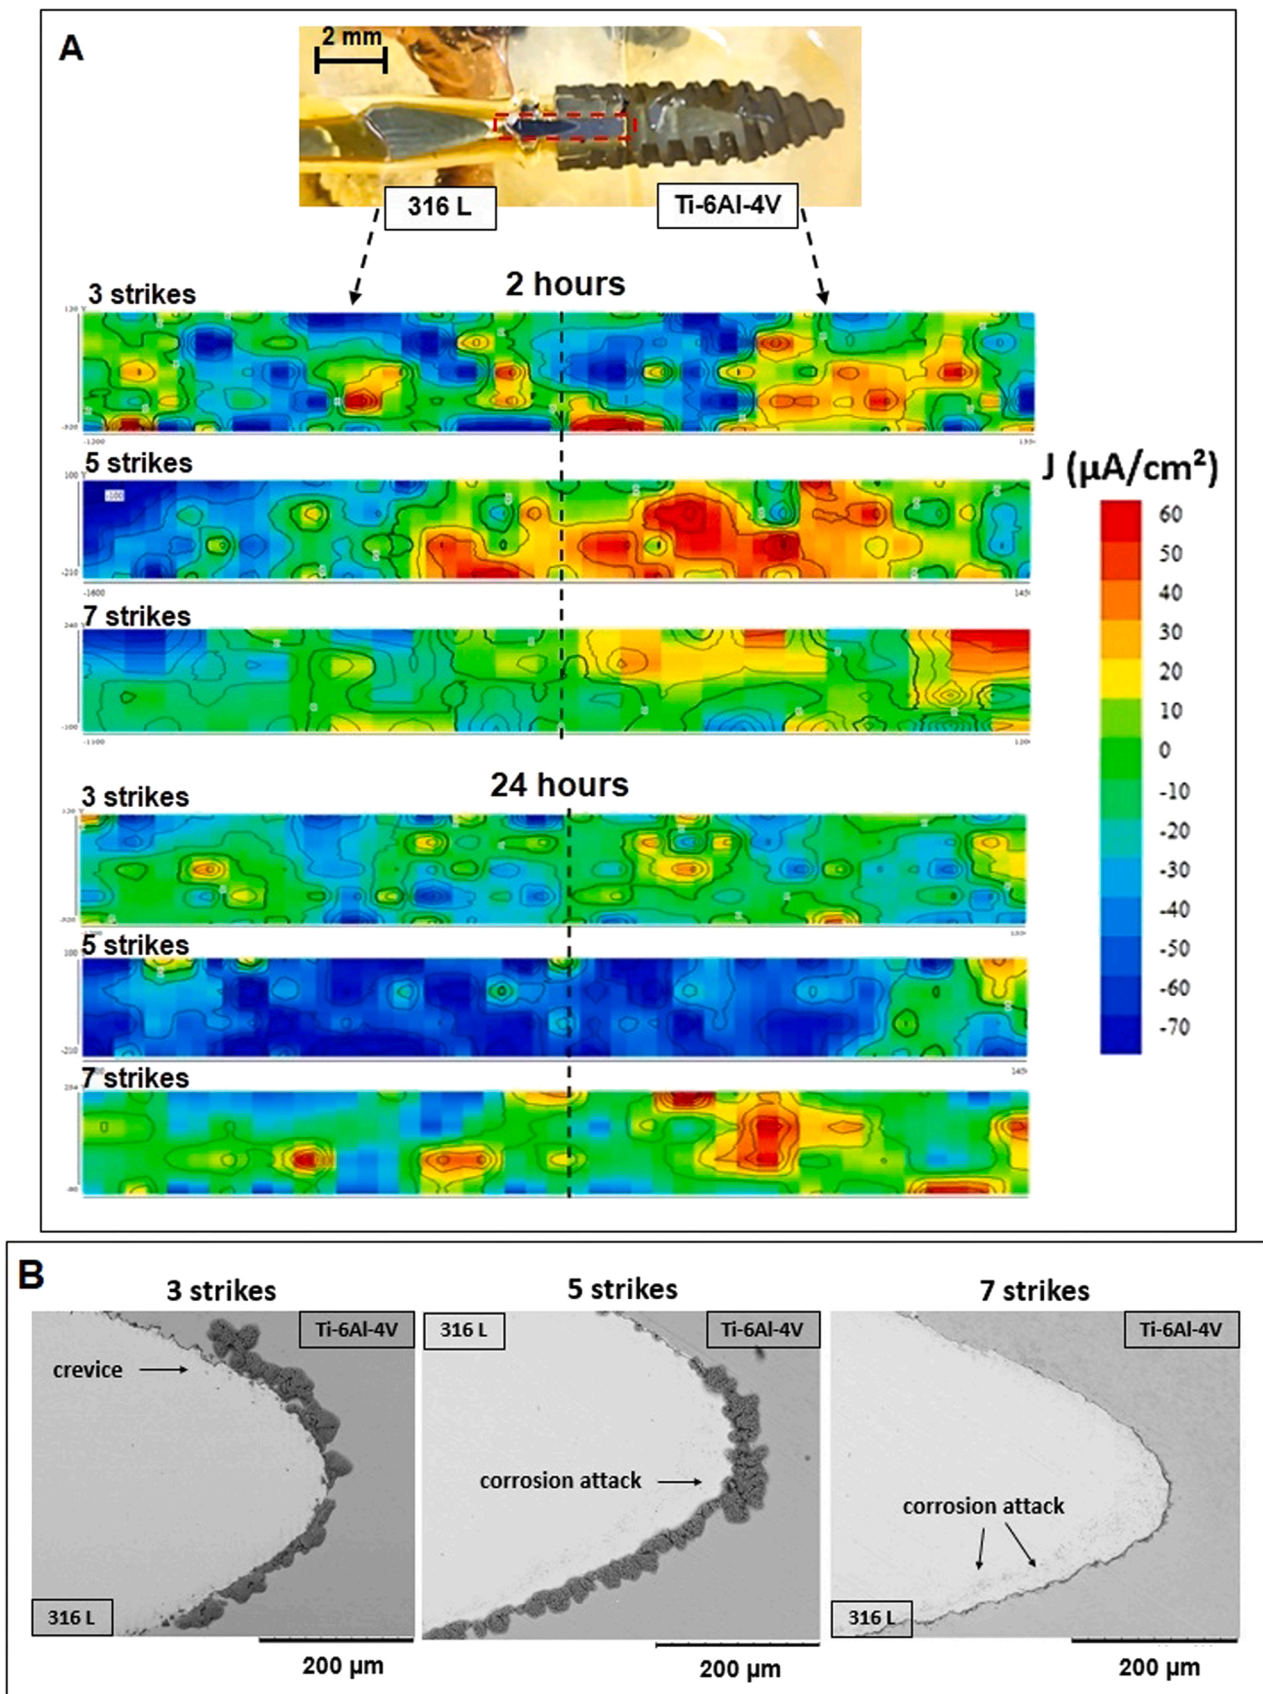 A
2 mm
316 L
Ti-6Al-4V
2 hours
3 strikes
5 strikes
-100
7 strikes
J (µA/cm²)
60
50
40
30
20
10
0
-10
-20
-30
-40
-50
-60
-70
24 hours
3 strikes
5 strikes
7 strikes
B
3 strikes
5 strikes
7 strikes
Ti-6Al-4V
316 L
Ti-6Al-4V
Ti-6Al-4V
crevice
corrosion attack
corrosion attack
316 L
316 L
200 µm
200 µm
200 µm